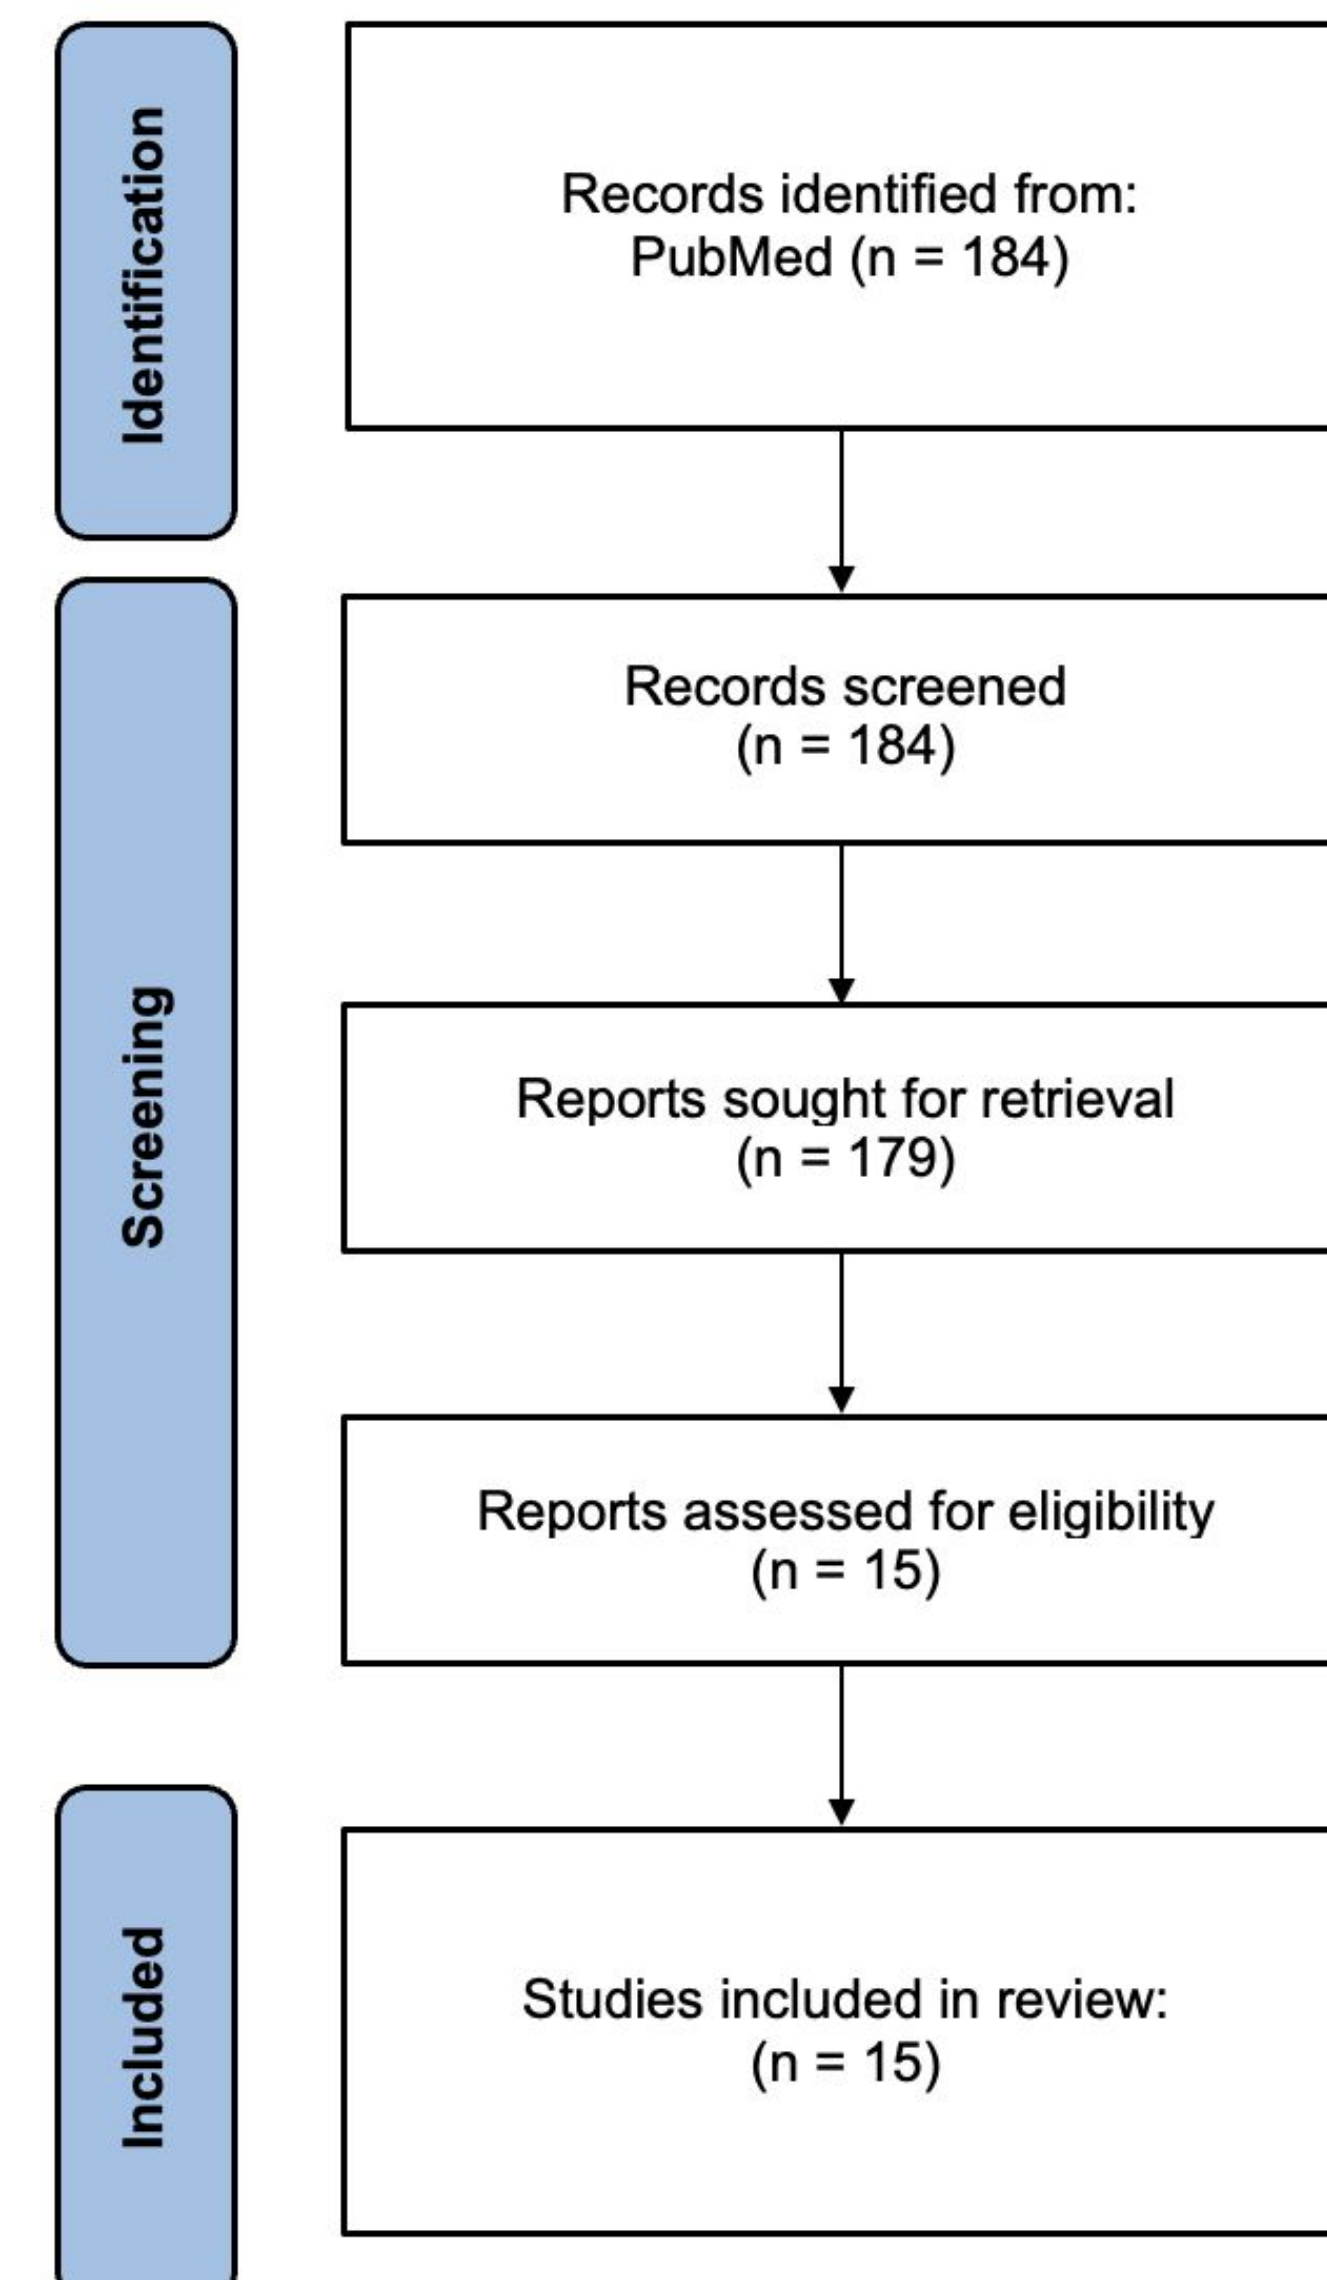 Identification
Records identified from:
PubMed (n = 184)
Screening
Records screened
(n = 184)
Reports sought for retrieval
(n = 179)
Reports assessed for eligibility
(n = 15)
Included
Studies included in review:
(n = 15)